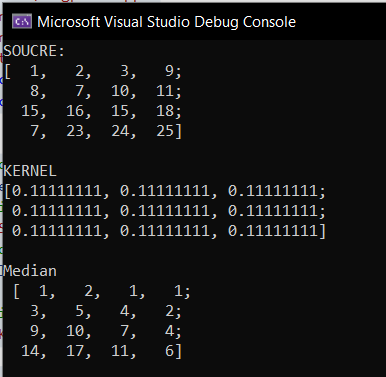 Microsoft Visual Studio Debug Console
SOUCRE:
[  1,   2,   3,   9;
   8,   7,  10,  11;
  15,  16,  15,  18;
   7,  23,  24,  25]
KERNEL
[0.11111111, 0.11111111, 0.11111111;
 0.11111111, 0.11111111, 0.11111111;
 0.11111111, 0.11111111, 0.11111111]
Median
 [  1,   2,   1,   1;
   3,   5,   4,   2;
   9,  10,   7,   4;
  14,  17,  11,   6]